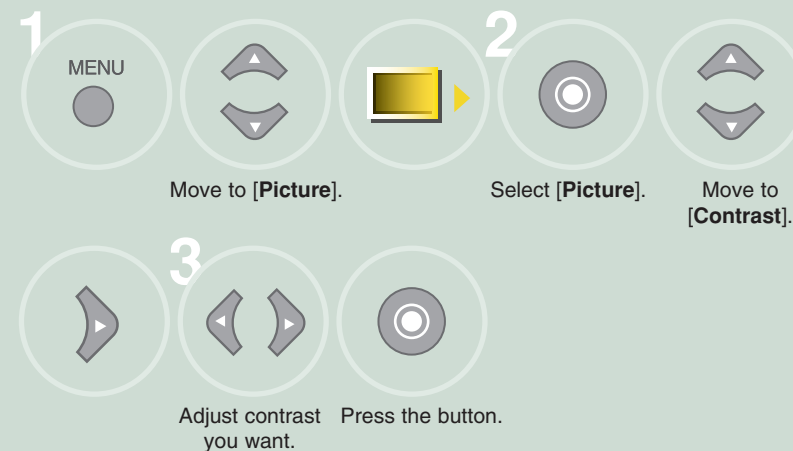 1
MENU
Move to [Picture].
2
Select [Picture].
Move to
[Contrast].
3
Adjust contrast
you want.
Press the button.